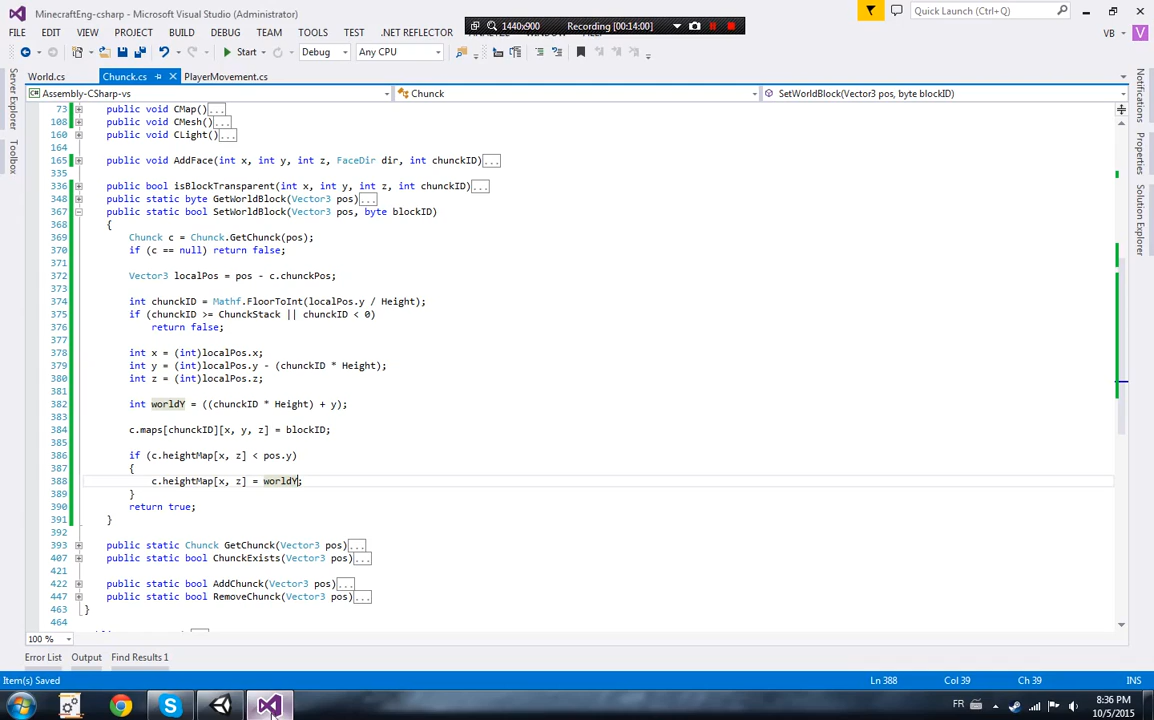 MinecraftEng-csharp - Microsoft Visual Studio (Administrator)
1440x900 Recording [00:14:00]
Quick Launch (Ctrl+Q)
FILE EDIT VIEW PROJECT BUILD DEBUG TEAM TOOLS TEST .NET REFLECTOR
VB V
Start Debug Any CPU
World.cs Chunck.cs PlayerMovement.cs
Assembly-CSharp-vs Chunck SetWorldBlock(Vector3 pos, byte blockID)
Server Explorer
Toolbox
Notifications
Properties
Solution Explorer
73 public void CMap()...
108 public void CMesh()...
160 public void CLight()...
164
165 public void AddFace(int x, int y, int z, FaceDir dir, int chunckID)...
335
336 public bool isBlockTransparent(int x, int y, int z, int chunckID)...
348 public static byte GetWorldBlock(Vector3 pos)...
367 public static bool SetWorldBlock(Vector3 pos, byte blockID)
368 {
369 Chunck c = Chunck.GetChunck(pos);
370 if (c == null) return false;
371
372 Vector3 localPos = pos - c.chunckPos;
373
374 int chunckID = Mathf.FloorToInt(localPos.y / Height);
375 if (chunckID >= ChunckStack || chunckID < 0)
376 return false;
377
378 int x = (int)localPos.x;
379 int y = (int)localPos.y - (chunckID * Height);
380 int z = (int)localPos.z;
381
382 int worldY = ((chunckID * Height) + y);
383
384 c.maps[chunckID][x, y, z] = blockID;
385
386 if (c.heightMap[x, z] < pos.y)
387 {
388 c.heightMap[x, z] = worldY;
389 }
390 return true;
391 }
392
393 public static Chunck GetChunck(Vector3 pos)...
407 public static bool ChunckExists(Vector3 pos)...
421
422 public static bool AddChunck(Vector3 pos)...
447 public static bool RemoveChunck(Vector3 pos)...
463 }
464
100 %
Error List Output Find Results 1
Item(s) Saved Ln 388 Col 39 Ch 39 INS
FR 8:36 PM
10/5/2015